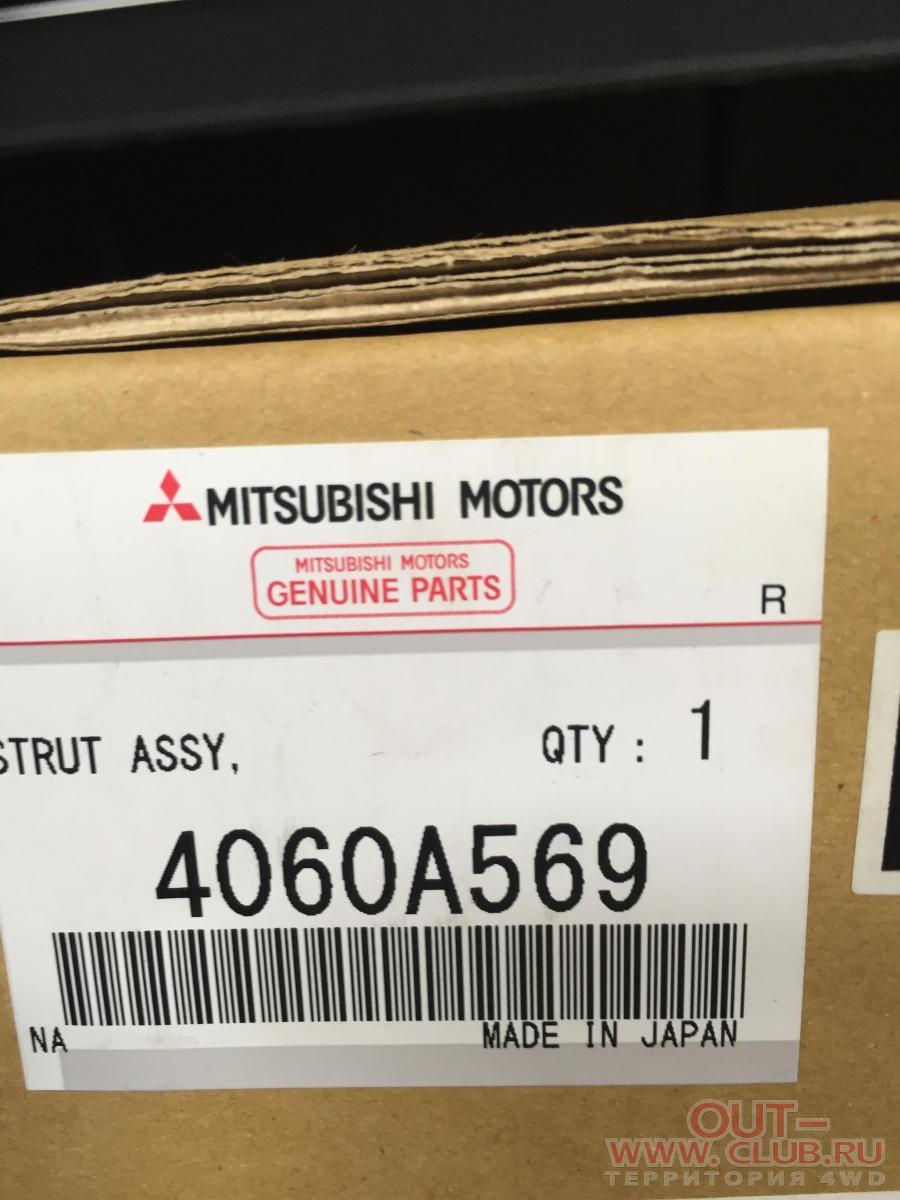 MITSUBISHI MOTORS
MITSUBISHI MOTORS
GENUINE PARTS
R
STRUT ASSY, QTY : 1
4060A569
NA MADE IN JAPAN
OUT-
WWW.CLUB.RU
ТЕРРИТОРИЯ 4WD